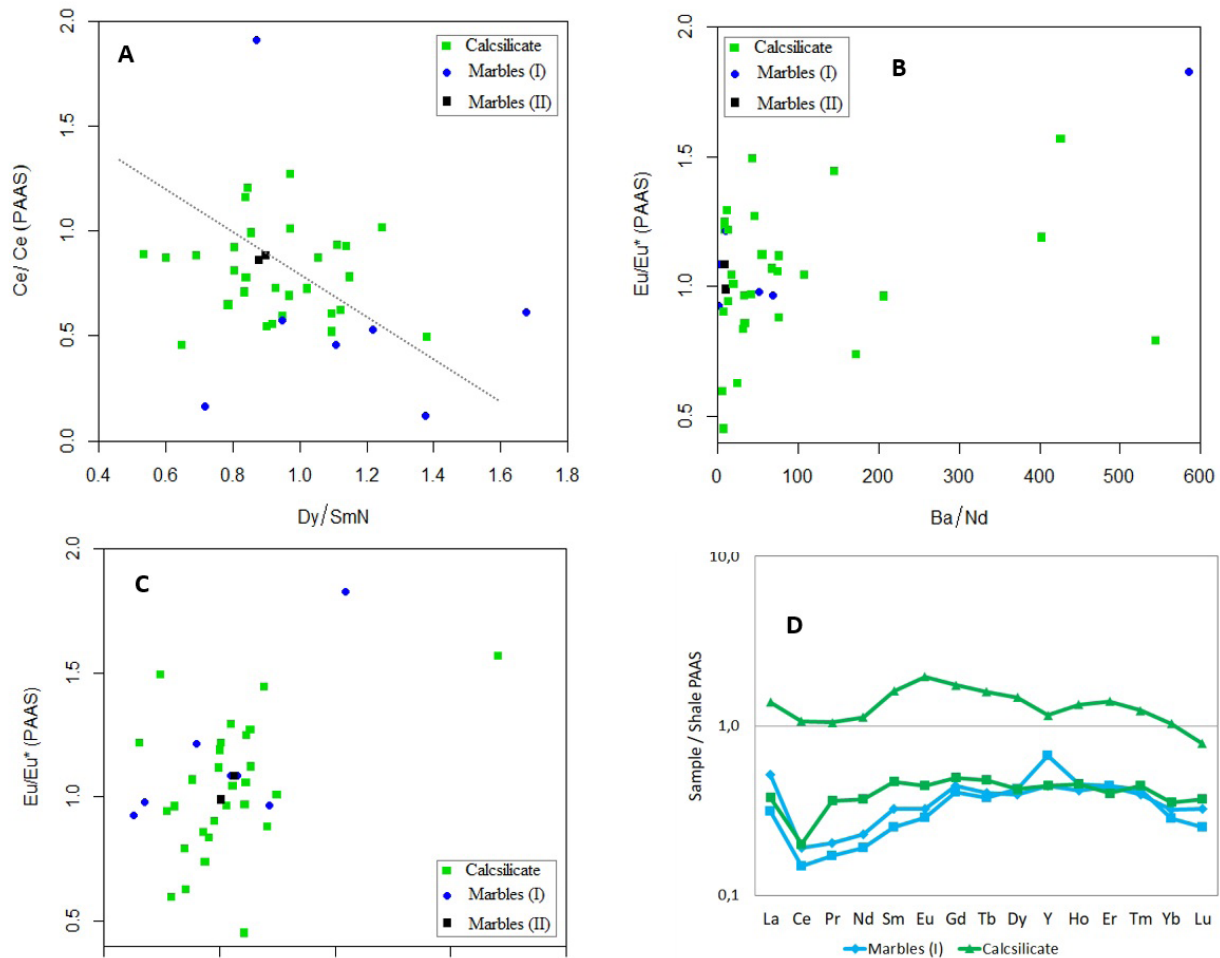 A
Calcsilicate
Marbles (I)
Marbles (II)
2.0
1.5
1.0
0.5
0.0
Ce/ Ce (PAAS)
0.4 0.6 0.8 1.0 1.2 1.4 1.6 1.8
Dy/SmN
B
Calcsilicate
Marbles (I)
Marbles (II)
2.0
1.5
1.0
0.5
Eu/Eu* (PAAS)
0 100 200 300 400 500 600
Ba/Nd
C
2.0
1.5
1.0
0.5
Eu/Eu* (PAAS)
Calcsilicate
Marbles (I)
Marbles (II)
D
10,0
1,0
0,1
Sample / Shale PAAS
La Ce Pr Nd Sm Eu Gd Tb Dy Y Ho Er Tm Yb Lu
Marbles (I) Calcsilicate